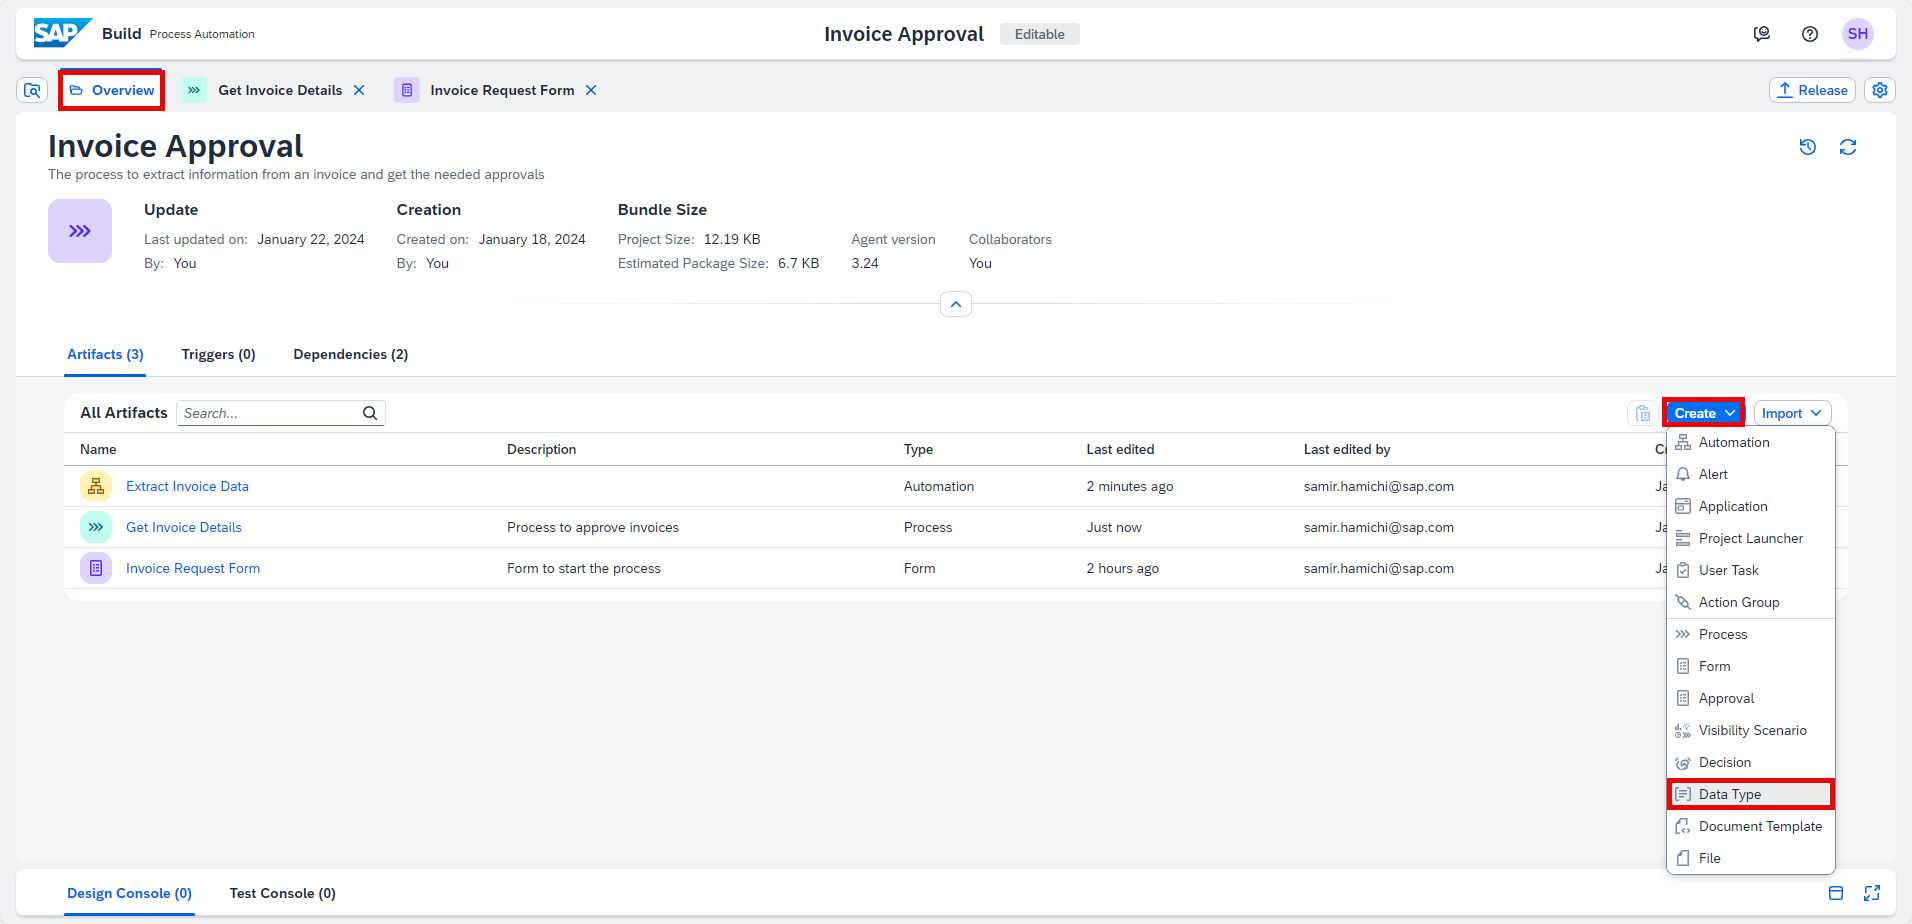 SAP Build Process Automation
Invoice Approval Editable
SH
Overview Get Invoice Details Invoice Request Form Release
Invoice Approval
The process to extract information from an invoice and get the needed approvals
Update Creation Bundle Size
Last updated on: January 22, 2024 Created on: January 18, 2024 Project Size: 12.19 KB Agent version Collaborators
By: You By: You Estimated Package Size: 6.7 KB 3.24 You
Artifacts (3) Triggers (0) Dependencies (2)
All Artifacts Search... Create Import
Name Description Type Last edited Last edited by
Extract Invoice Data Automation 2 minutes ago samir.hamichi@sap.com Ja
Get Invoice Details Process to approve invoices Process Just now samir.hamichi@sap.com Ja
Invoice Request Form Form to start the process Form 2 hours ago samir.hamichi@sap.com Ja
Automation
Alert
Application
Project Launcher
User Task
Action Group
Process
Form
Approval
Visibility Scenario
Decision
Data Type
Document Template
File
Design Console (0) Test Console (0)